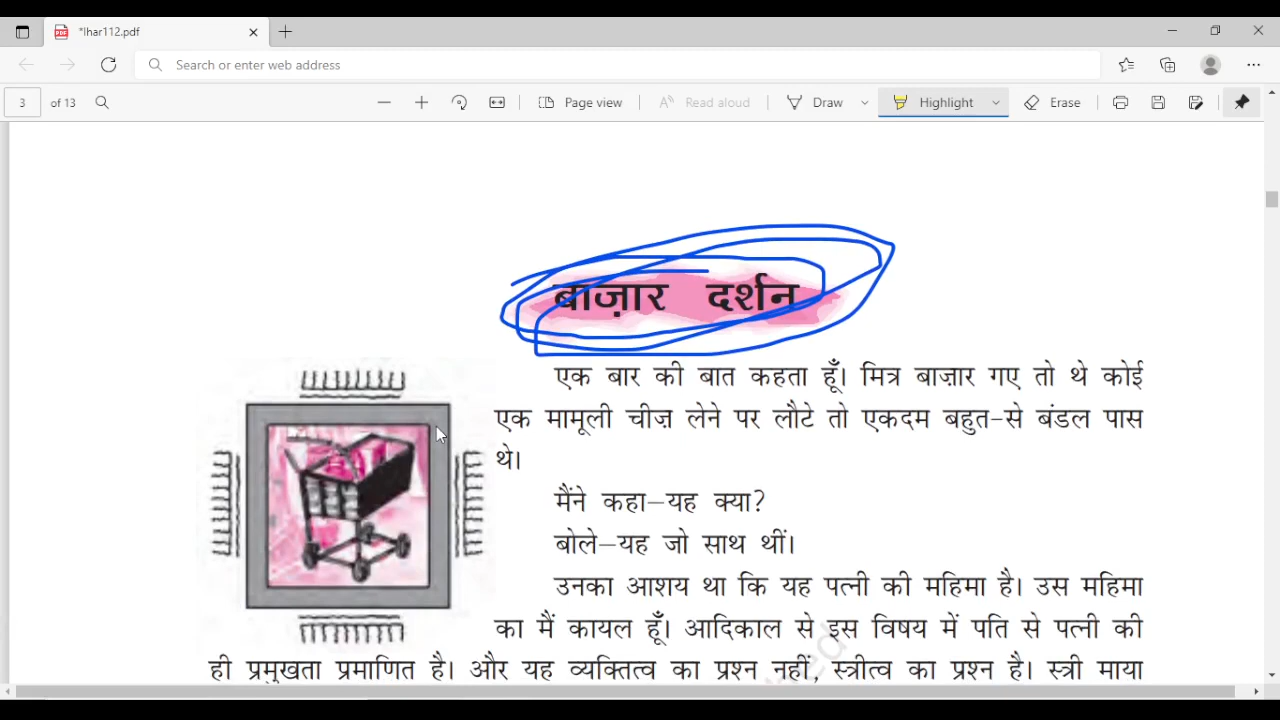 *lhar112.pdf
Search or enter web address
3 of 13 Page view Read aloud Draw Highlight Erase
बाज़ार दर्शन
एक बार की बात कहता हूँ। मित्र बाज़ार गए तो थे कोई
एक मामूली चीज़ लेने पर लौटे तो एकदम बहुत-से बंडल पास
थे।
मैंने कहा–यह क्या?
बोले–यह जो साथ थीं।
उनका आशय था कि यह पत्नी की महिमा है। उस महिमा
का मैं कायल हूँ। आदिकाल से इस विषय में पति से पत्नी की
ही प्रमुखता प्रमाणित है। और यह व्यक्तित्व का प्रश्न नहीं, स्त्रीत्व का प्रश्न है। स्त्री माया